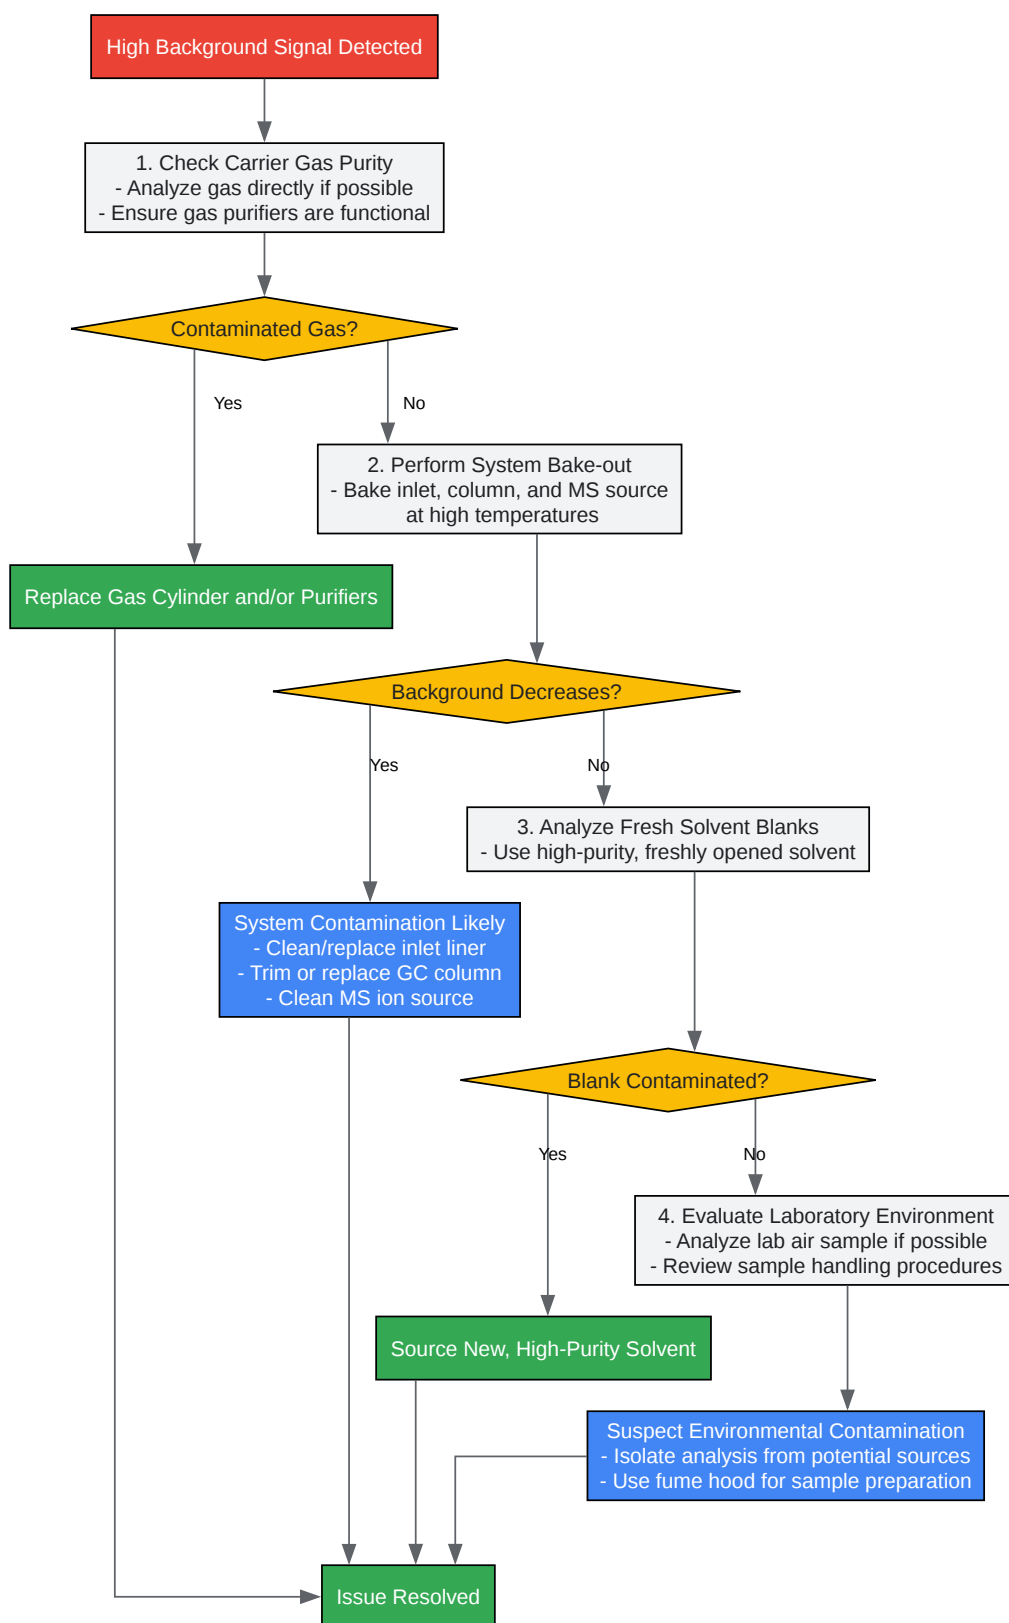 High Background Signal Detected
1. Check Carrier Gas Purity
- Analyze gas directly if possible
- Ensure gas purifiers are functional
Contaminated Gas?
Yes
No
2. Perform System Bake-out
- Bake inlet, column, and MS source
at high temperatures
Replace Gas Cylinder and/or Purifiers
Background Decreases?
Yes
No
3. Analyze Fresh Solvent Blanks
- Use high-purity, freshly opened solvent
System Contamination Likely
- Clean/replace inlet liner
- Trim or replace GC column
- Clean MS ion source
Blank Contaminated?
Yes
No
4. Evaluate Laboratory Environment
- Analyze lab air sample if possible
- Review sample handling procedures
Source New, High-Purity Solvent
Suspect Environmental Contamination
- Isolate analysis from potential sources
- Use fume hood for sample preparation
Issue Resolved